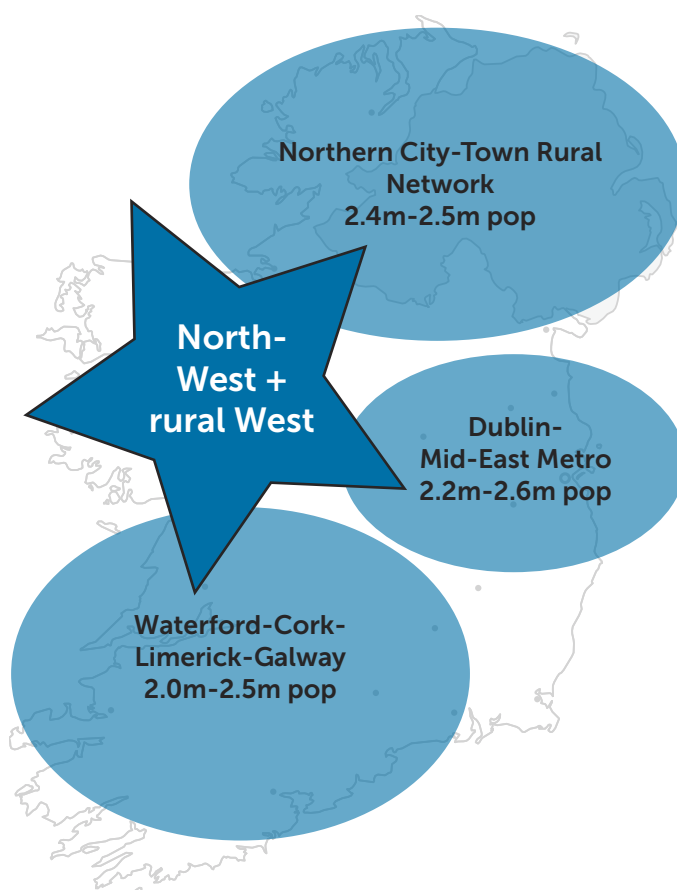 Northern City-Town Rural
Network
2.4m-2.5m pop
North-
West +
rural West
Dublin-
Mid-East Metro
2.2m-2.6m pop
Waterford-Cork-
Limerick-Galway
2.0m-2.5m pop